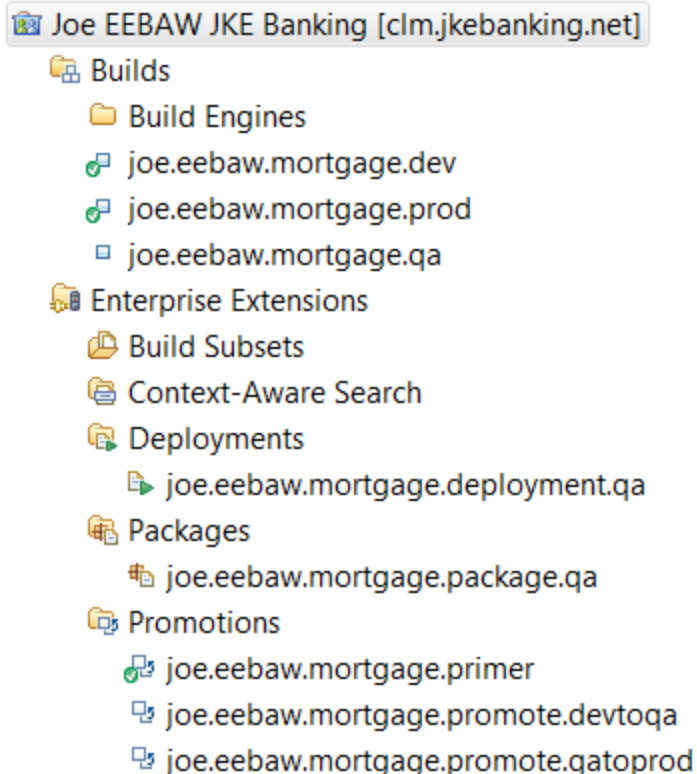 Joe EEBAW JKE Banking [clm.jkebanking.net]
Builds
Build Engines
joe.eebaw.mortgage.dev
joe.eebaw.mortgage.prod
joe.eebaw.mortgage.qa
Enterprise Extensions
Build Subsets
Context-Aware Search
Deployments
joe.eebaw.mortgage.deployment.qa
Packages
joe.eebaw.mortgage.package.qa
Promotions
joe.eebaw.mortgage.primer
joe.eebaw.mortgage.promote.devtoqa
joe.eebaw.mortgage.promote.qatoprod